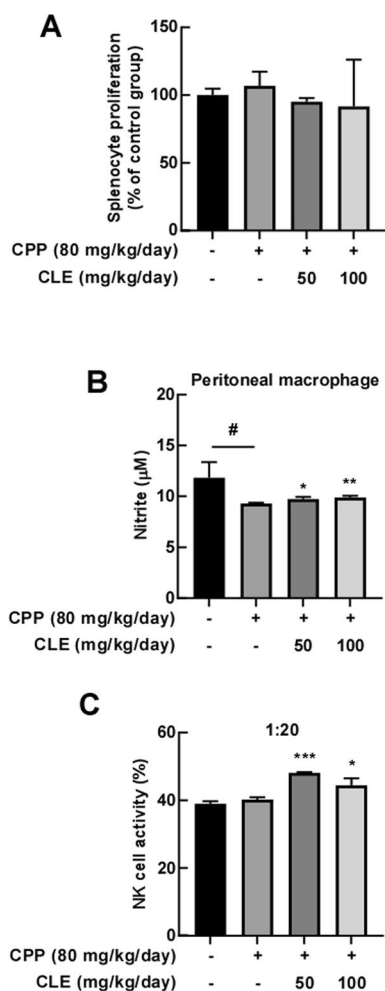 A
Splenocyte proliferation
(% of control group)
150
100
50
0
CPP (80 mg/kg/day) - + + +
CLE (mg/kg/day) - - 50 100
B
Peritoneal macrophage
Nitrite (μM)
20
15
10
5
0
#
* **
CPP (80 mg/kg/day) - + + +
CLE (mg/kg/day) - - 50 100
C
1:20
NK cell activity (%)
60
40
20
0
*** *
CPP (80 mg/kg/day) - + + +
CLE (mg/kg/day) - - 50 100